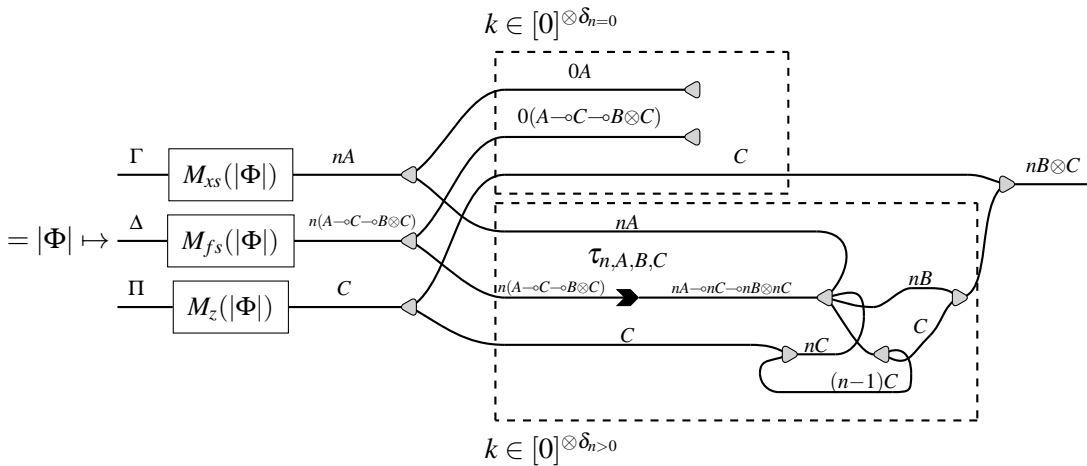 k ∈ [0]^{⊗δ_{n=0}}
0A
0(A⊸C⊸B⊗C)
Γ
M_{xs}(|Φ|)
nA
C
nB⊗C
= |Φ| ↦
Δ
M_{fs}(|Φ|)
n(A⊸C⊸B⊗C)
nA
τ_{n,A,B,C}
n(A⊸C⊸B⊗C)
nA⊸nC⊸nB⊗nC
nB
Π
M_z(|Φ|)
C
C
C
nC
(n−1)C
k ∈ [0]^{⊗δ_{n>0}}